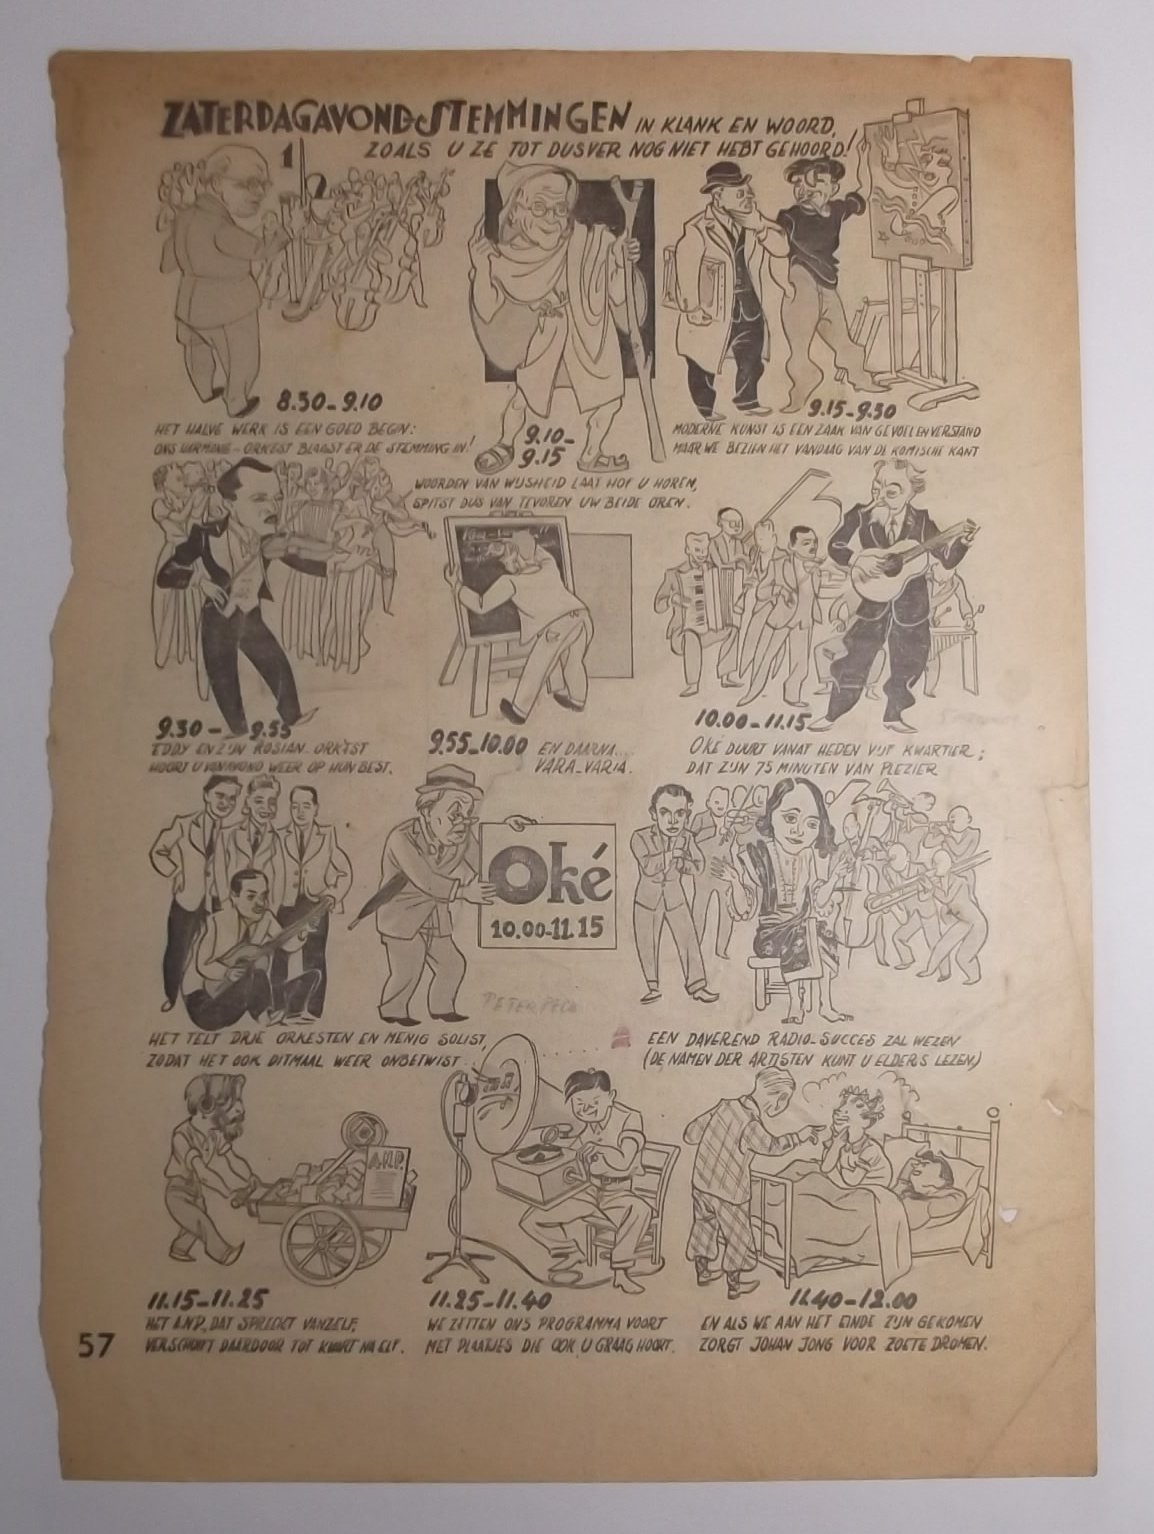 ZATERDAGAVOND-STEMMINGEN IN KLANK EN WOORD,
ZOALS U ZE TOT DUSVER NOG NIET HEBT GEHOORD!
8.50-9.10
HET HALVE WERK IS EEN GOED BEGIN:
ONS HARMONIE-ORKEST BLAAST ER DE STEMMING IN!
9.10-
9.15
WOORDEN VAN WIJSHEID LAAT HOF U HOREN,
SPITST DUS VAN TEVOREN UW BEIDE OREN.
9.15-9.30
MODERNE KUNST IS EEN ZAAK VAN GEVOEL EN VERSTAND
MAAR WE BEZIEN HET VANDAAG VAN DE KOMISCHE KANT
9.30-9.55
EDDY EN Z'IJN ROSIAN ORKEST
HOORT U VANAVOND WEER OP HUN BEST.
9.55-10.00 EN DAARNA....
VARA-VARIA.
10.00-11.15
OKÉ DUURT VANAF HEDEN VIJF KWARTIER;
DAT ZIJN 75 MINUTEN VAN PLEZIER
Oké
10.00-11.15
PETER PECH
HET TELT DRIE ORKESTEN EN MENIG SOLIST,
ZODAT HET OOK DITMAAL WEER ONBETWIST......
EEN DAVEREND RADIO-SUCCES ZAL WEZEN
(DE NAMEN DER ARTISTEN KUNT U ELDERS LEZEN)
A.N.P.
11.15-11.25
HET A.N.P., DAT SPREEKT VANZELF,
VERSCHUIFT DAARDOOR TOT KWART NA ELF.
11.25-11.40
WE ZETTEN ONS PROGRAMMA VOORT
MET PLAATJES DIE OOK U GRAAG HOORT.
11.40-12.00
EN ALS WE AAN HET EINDE ZIJN GEKOMEN
ZORGT JOHAN JONG VOOR ZOETE DROMEN.
57